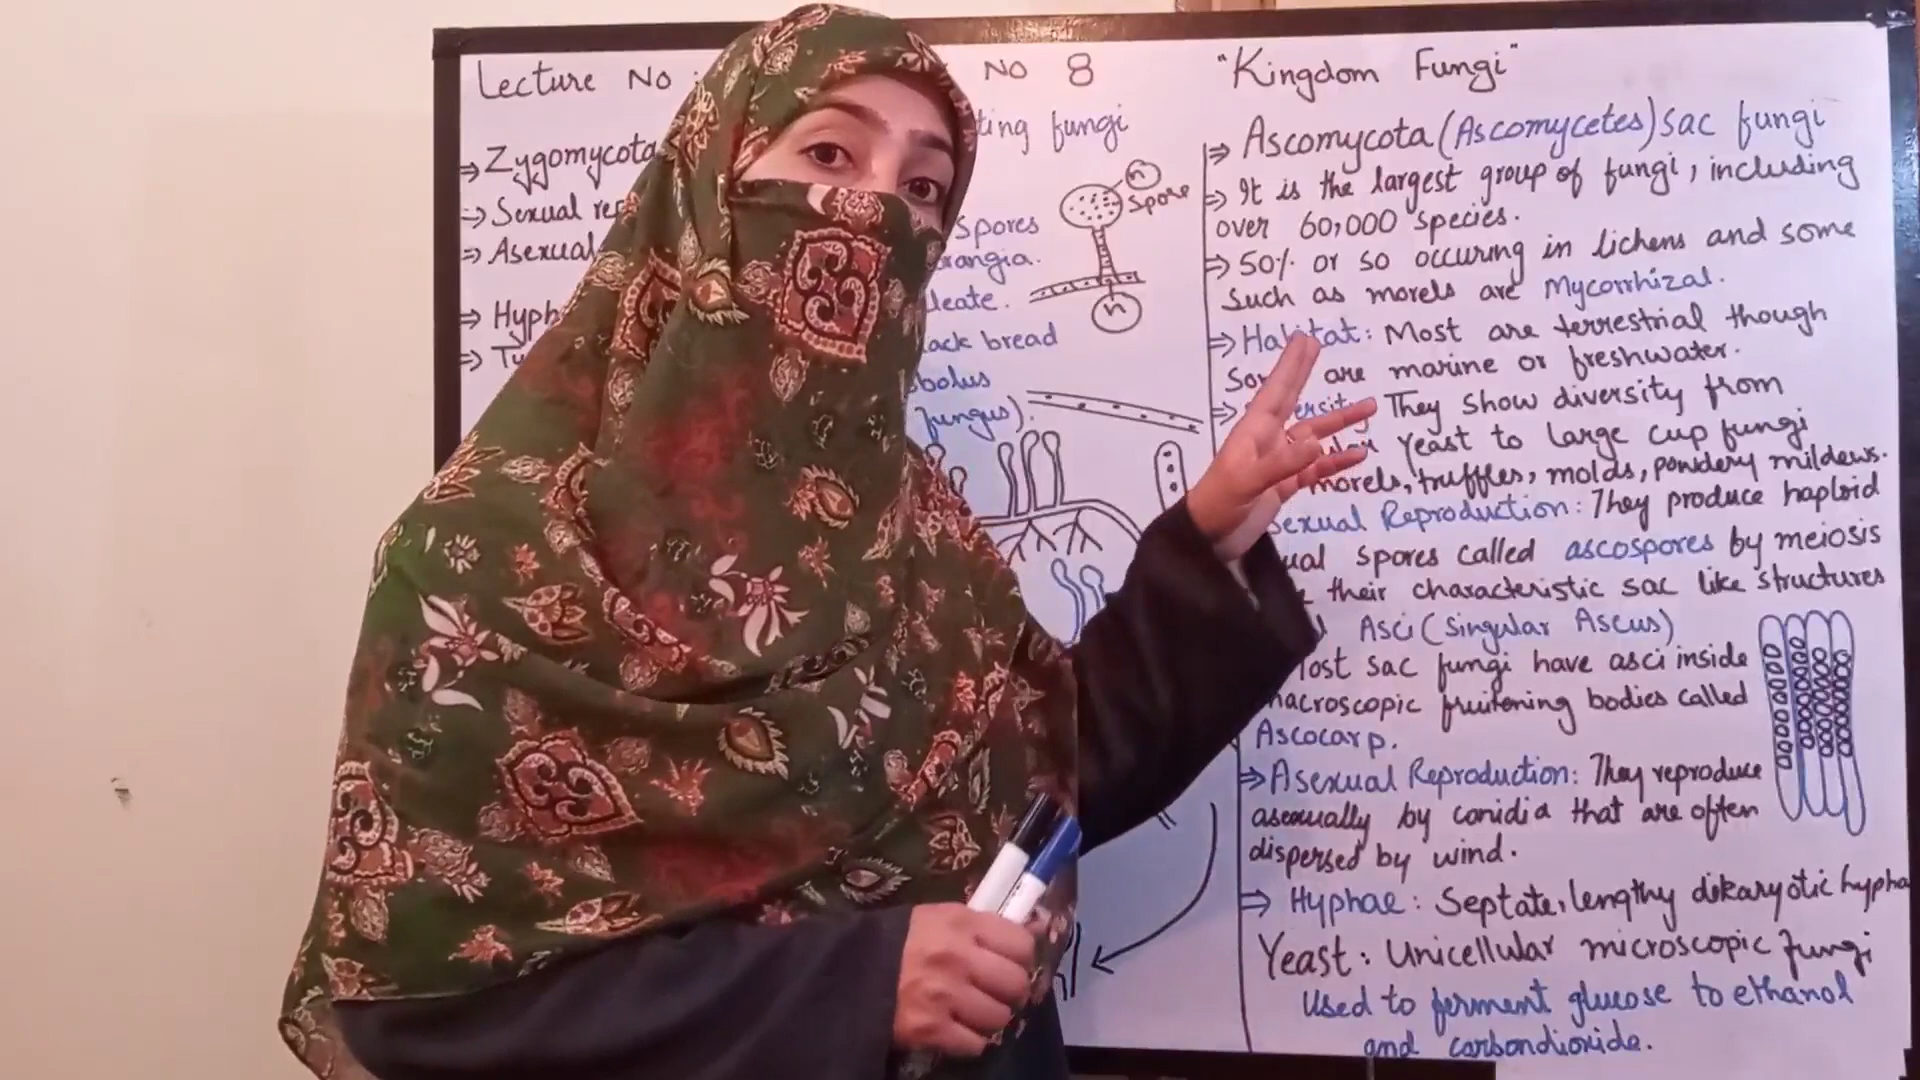 Lecture No :
No 8
"Kingdom Fungi"
ting fungi
⇒ Zygomycota
⇒ Sexual rep
spores
⇒ Asexual
rangia.
⇒ Hyph
leate.
lack bread
bolus
fungus).
n
spore
n
⇒ Ascomycota (Ascomycetes) sac fungi
⇒ It is the largest group of fungi, including
over 60,000 species.
⇒ 50% or so occuring in lichens and some
such as morels are Mycorrhizal.
⇒ Habitat: Most are terrestrial though
are marine or freshwater.
⇒ They show diversity from
Yeast to large cup fungi
morels, truffles, molds, powdery mildews.
Sexual Reproduction: They produce haploid
ual spores called ascospores by meiosis
their characteristic sac like structures
Asci (Singular Ascus)
Most sac fungi have asci inside
macroscopic fruitening bodies called
Ascocarp.
⇒ Asexual Reproduction: They reproduce
asexually by conidia that are often
dispersed by wind.
⇒ Hyphae: Septate, lengthy dikaryotic hypha
Yeast: Unicellular microscopic fungi
Used to ferment glucose to ethanol
and carbondioxide.